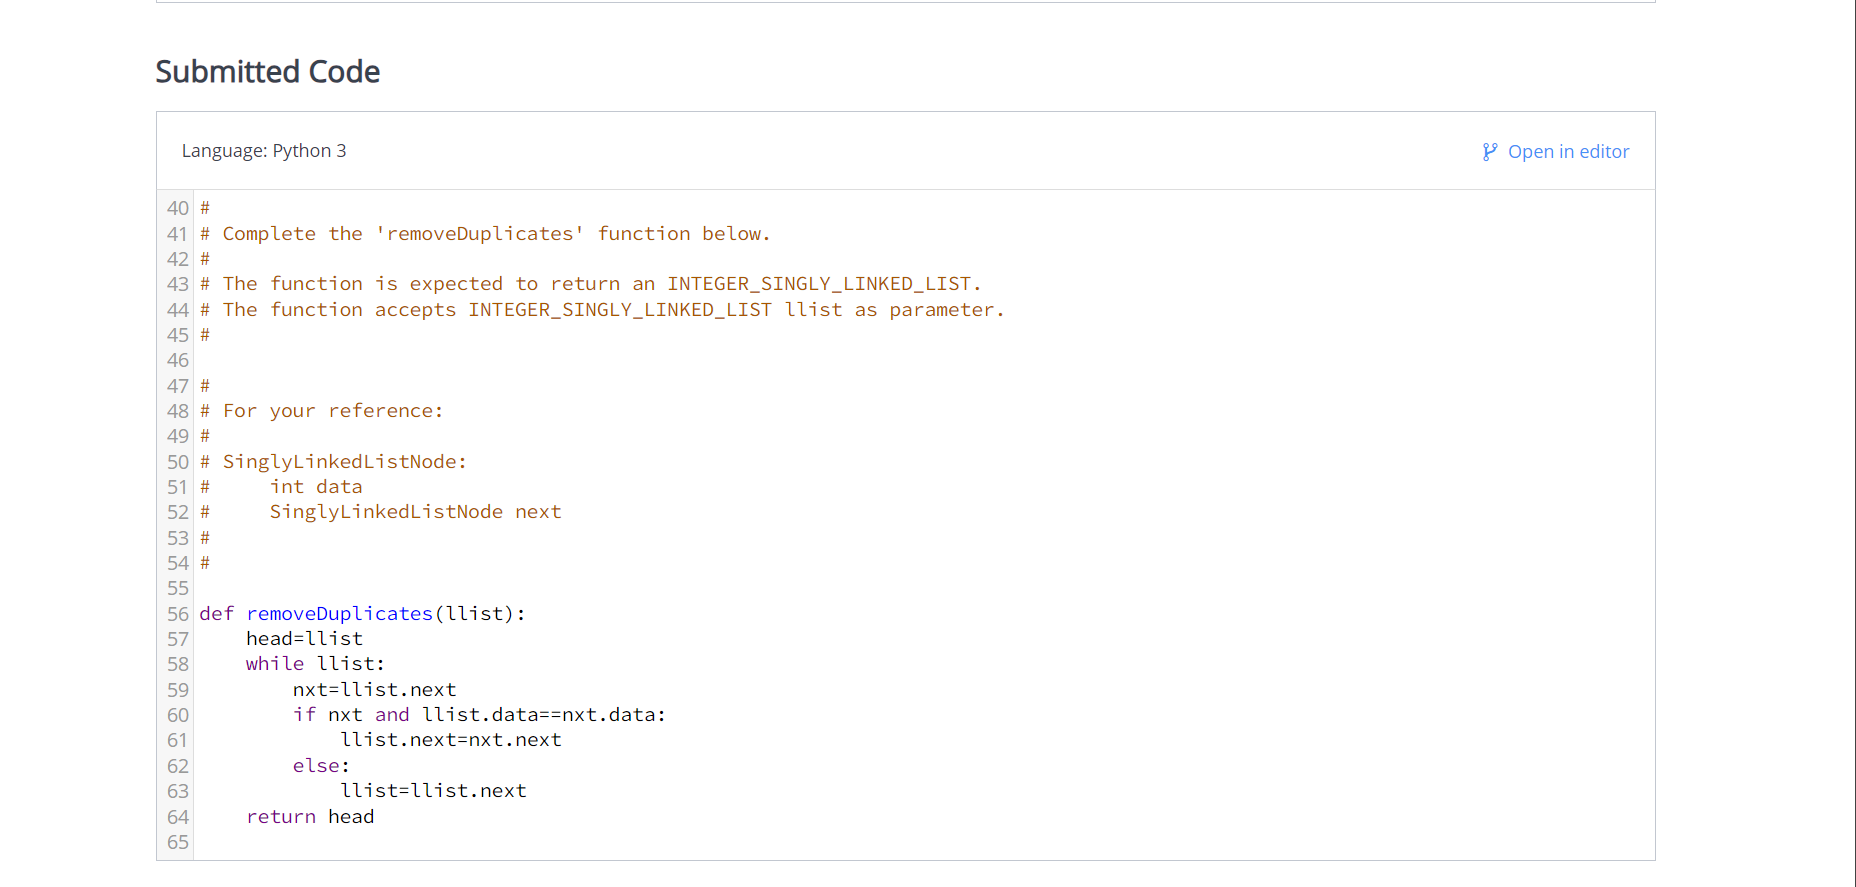 Submitted Code
Language: Python 3
Open in editor
40 #
41 # Complete the 'removeDuplicates' function below.
42 #
43 # The function is expected to return an INTEGER_SINGLY_LINKED_LIST.
44 # The function accepts INTEGER_SINGLY_LINKED_LIST llist as parameter.
45 #
46
47 #
48 # For your reference:
49 #
50 # SinglyLinkedListNode:
51 #     int data
52 #     SinglyLinkedListNode next
53 #
54 #
55
56 def removeDuplicates(llist):
57     head=llist
58     while llist:
59         nxt=llist.next
60         if nxt and llist.data==nxt.data:
61             llist.next=nxt.next
62         else:
63             llist=llist.next
64     return head
65